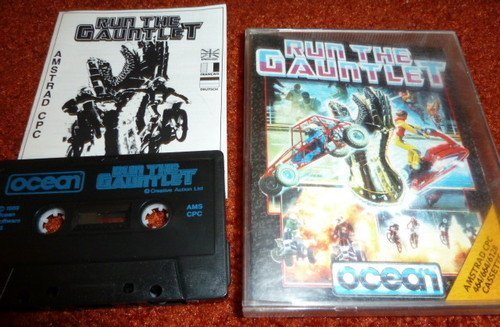 RUN THE
GAUNTLET
AMSTRAD CPC
FRANÇAIS
DEUTSCH
ocean
RUN THE
GAUNTLET
© Creative Action Ltd
AMS
CPC
Software
RUN THE
GAUNTLET
ocean
AMSTRAD CPC
CASSETTE